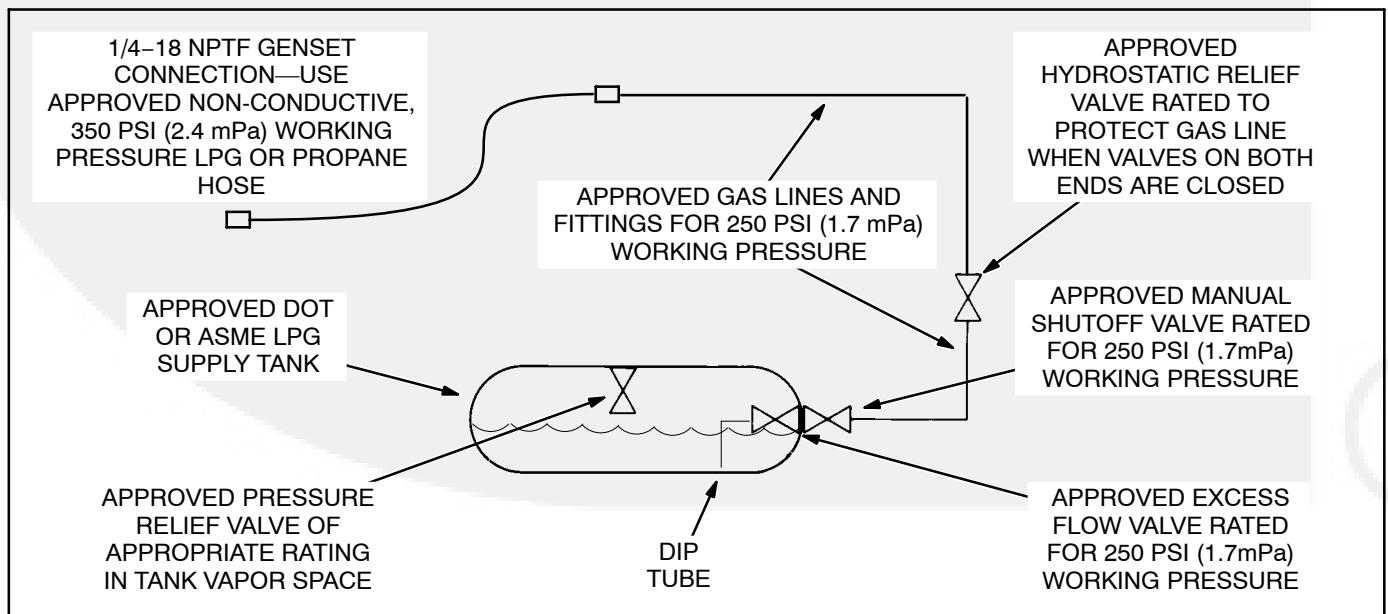 1/4–18 NPTF GENSET
CONNECTION—USE
APPROVED NON-CONDUCTIVE,
350 PSI (2.4 mPa) WORKING
PRESSURE LPG OR PROPANE
HOSE
APPROVED
HYDROSTATIC RELIEF
VALVE RATED TO
PROTECT GAS LINE
WHEN VALVES ON BOTH
ENDS ARE CLOSED
APPROVED GAS LINES AND
FITTINGS FOR 250 PSI (1.7 mPa)
WORKING PRESSURE
APPROVED DOT
OR ASME LPG
SUPPLY TANK
APPROVED MANUAL
SHUTOFF VALVE RATED
FOR 250 PSI (1.7mPa)
WORKING PRESSURE
APPROVED PRESSURE
RELIEF VALVE OF
APPROPRIATE RATING
IN TANK VAPOR SPACE
DIP
TUBE
APPROVED EXCESS
FLOW VALVE RATED
FOR 250 PSI (1.7mPa)
WORKING PRESSURE